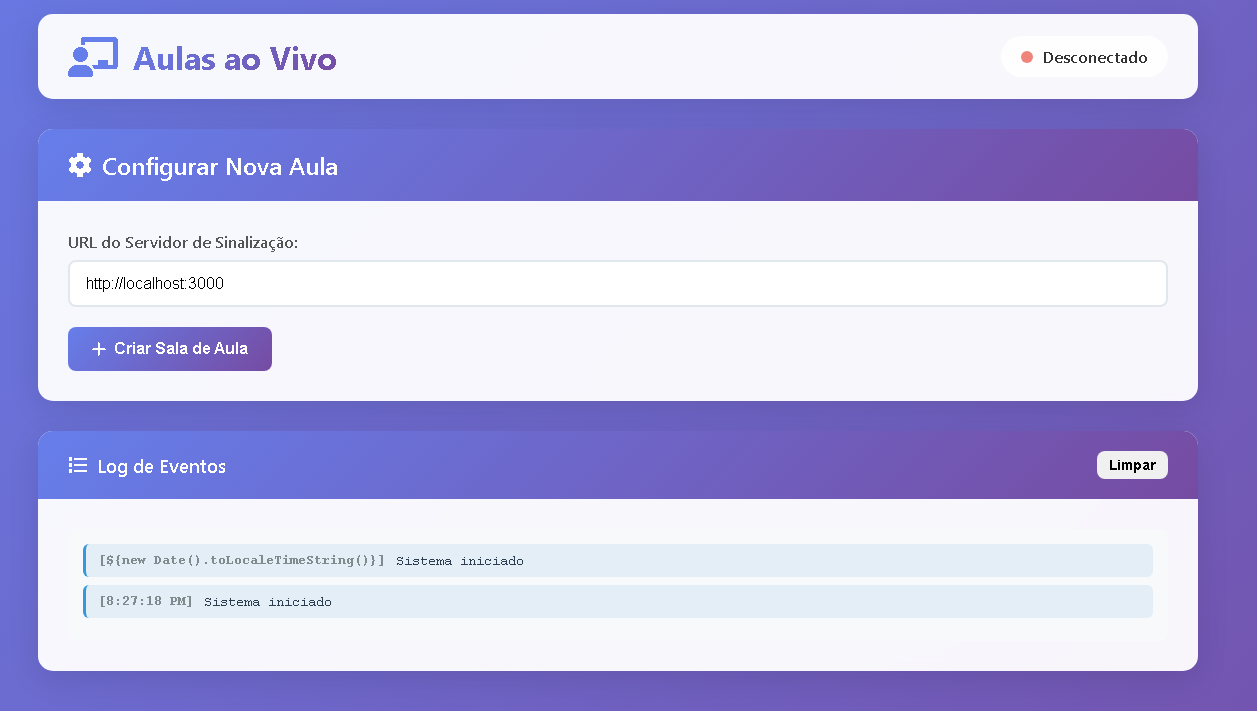 Aulas ao Vivo
Desconectado
Configurar Nova Aula
URL do Servidor de Sinalização:
http://localhost:3000
+ Criar Sala de Aula
Log de Eventos
Limpar
[${new Date().toLocaleTimeString()}] Sistema iniciado
[8:27:18 PM] Sistema iniciado